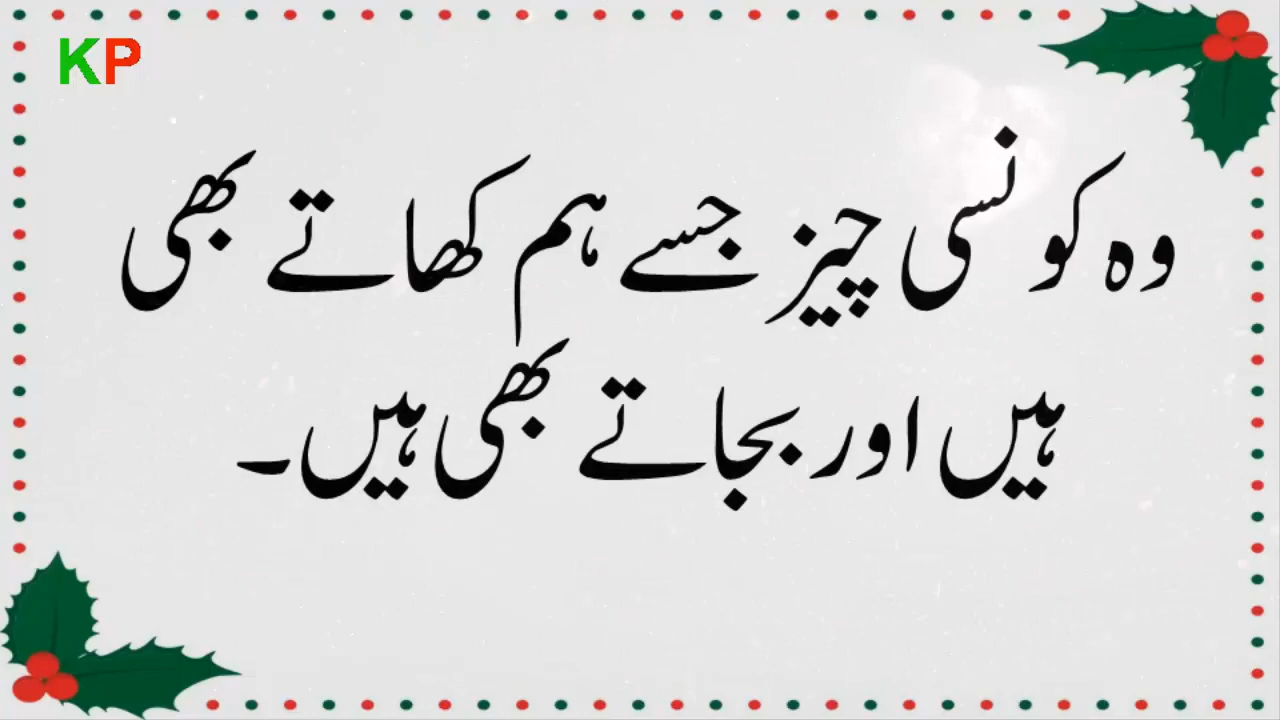 KP
وہ کونسی چیز جسے ہم کھاتے بھی
ہیں اور بجاتے بھی ہیں۔